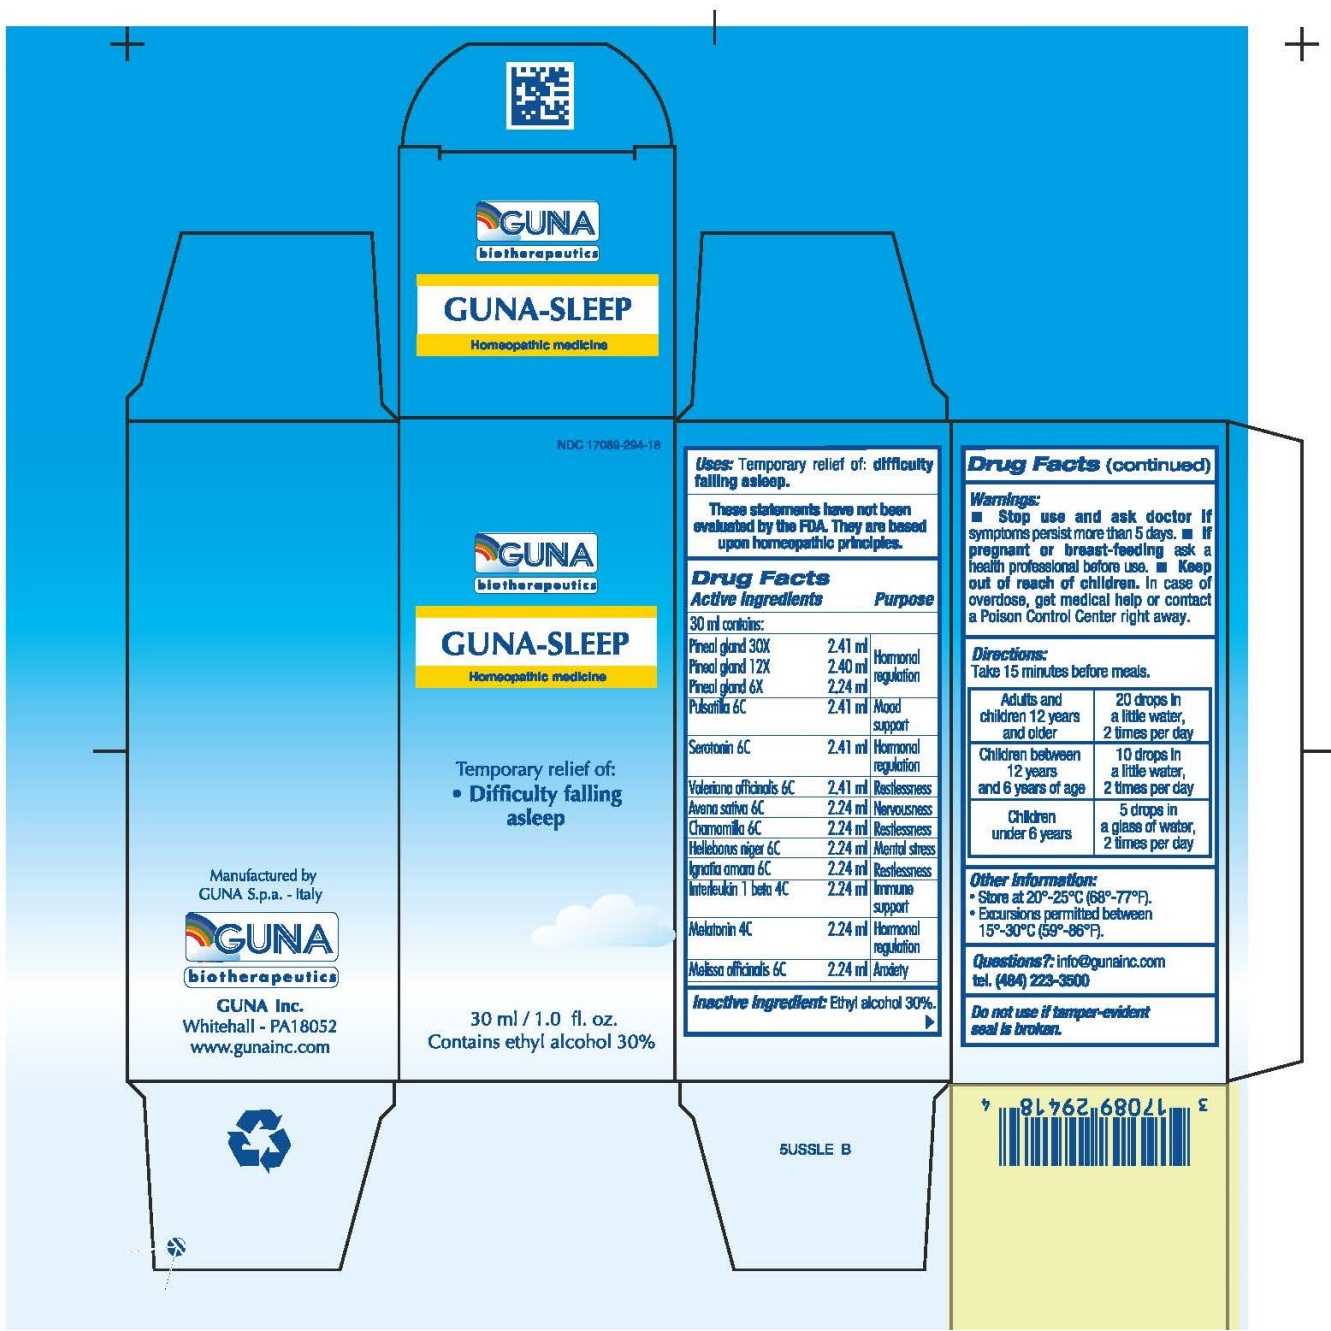 GUNA
biotherapeutics
GUNA-SLEEP
Homeopathic medicine
Manufactured by
GUNA S.p.a. - Italy
GUNA
biotherapeutics
GUNA Inc.
Whitehall - PA18052
www.gunainc.com
NDC 17089-294-18
GUNA
biotherapeutics
GUNA-SLEEP
Homeopathic medicine
Temporary relief of:
• Difficulty falling
asleep
30 ml / 1.0 fl. oz.
Contains ethyl alcohol 30%
Uses: Temporary relief of: difficulty
falling asleep.
These statements have not been
evaluated by the FDA. They are based
upon homeopathic principles.
Drug Facts
Active Ingredients Purpose
30 ml contains:
Pineal gland 30X 2.41 ml Hormonal
Pineal gland 12X 2.40 ml regulation
Pineal gland 6X 2,24 ml
Pulsatilla 6C 2.41 ml Mood
support
Serotonin 6C 2.41 ml Hormonal
regulation
Valeriana officinalis 6C 2,41 ml Restlessness
Avena sativa 6C 2.24 ml Nervousness
Chamomilla 6C 2.24 ml Restlessness
Helleborus niger 6C 2.24 ml Mental stress
Ignatia amara 6C 2.24 ml Restlessness
Interleukin 1 beta 4C 2.24 ml Immune
support
Melatonin 4C 2.24 ml Hormonal
regulation
Melissa officinalis 6C 2.24 ml Anxiety
Inactive Ingredient: Ethyl alcohol 30%.
Drug Facts (continued)
Warnings:
■ Stop use and ask doctor if
symptoms persist more than 5 days. ■ If
pregnant or breast-feeding ask a
health professional before use. ■ Keep
out of reach of children. In case of
overdose, get medical help or contact
a Poison Control Center right away.
Directions:
Take 15 minutes before meals.
Adults and 20 drops in
children 12 years a little water,
and older 2 times per day
Children between 10 drops in
12 years a little water,
and 6 years of age 2 times per day
Children 5 drops in
under 6 years a glass of water,
2 times per day
Other Information:
• Store at 20°-25°C (68°-77°F).
• Excursions permitted between
15°-30°C (59°-86°F).
Questions?: info@gunainc.com
tel. (484) 223-3500
Do not use if tamper-evident
seal is broken.
5USSLE B
3 17089 29418 4